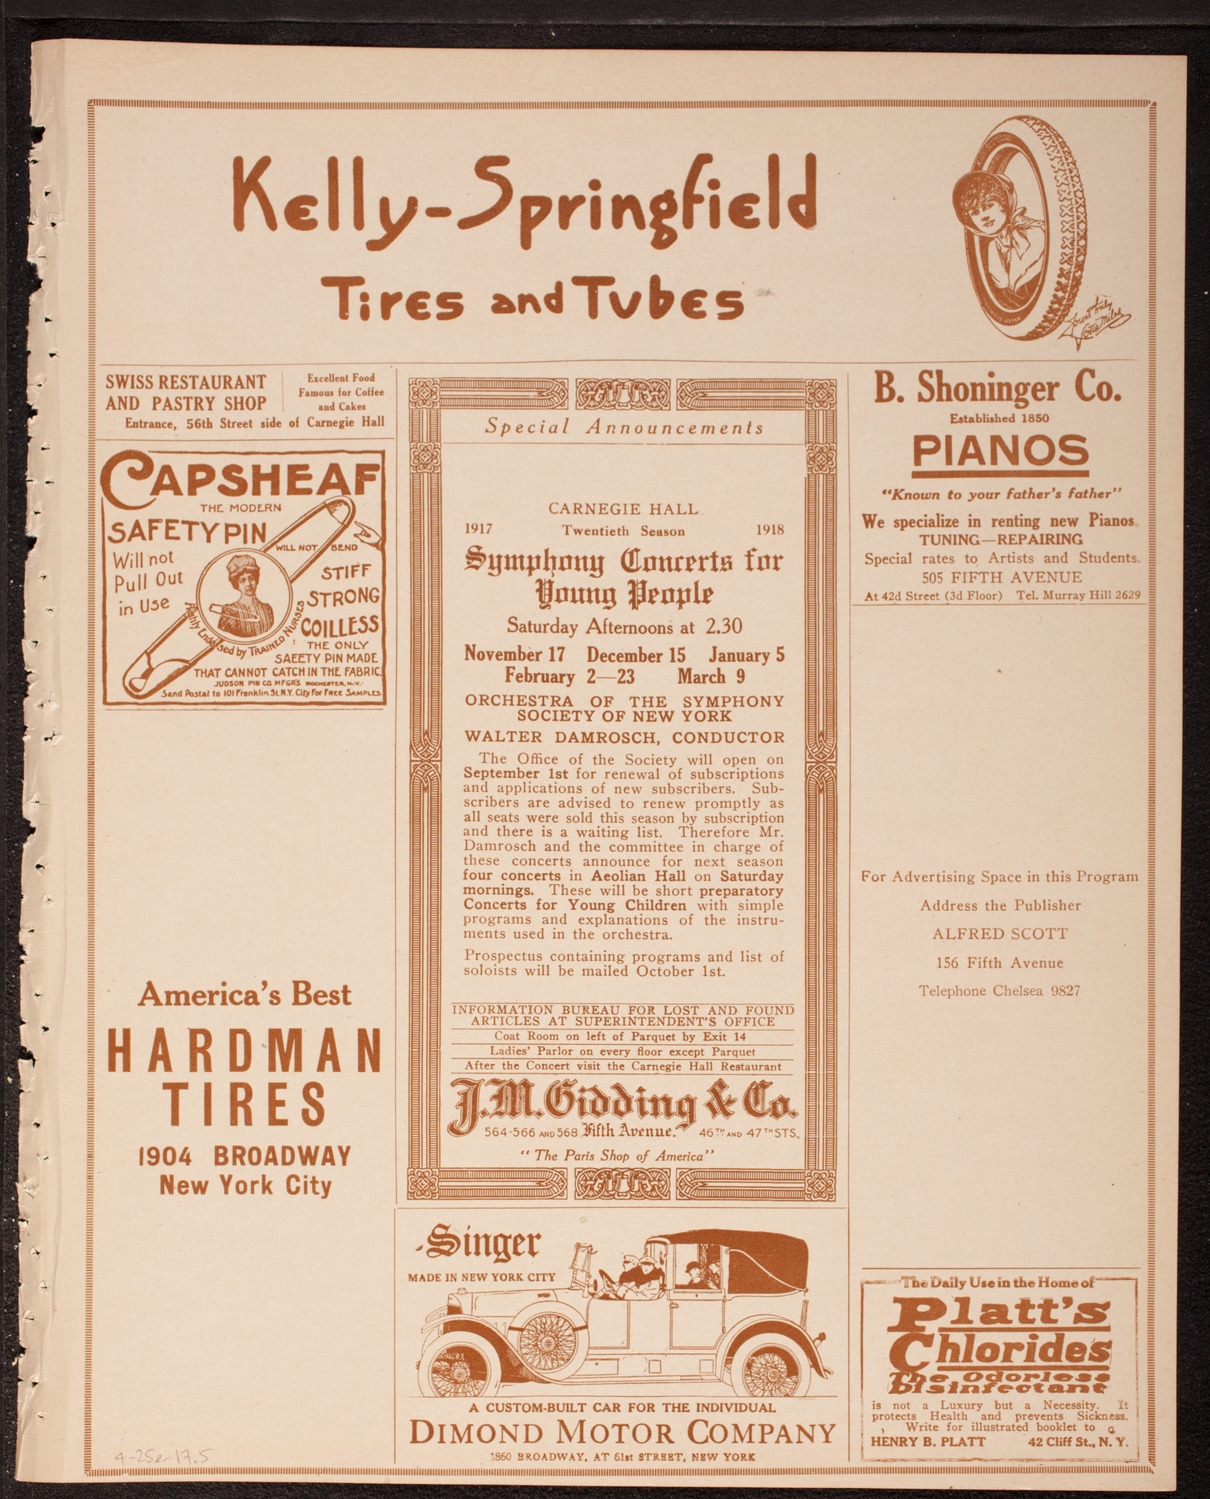 Kelly-Springfield
Tires and Tubes
Lotta Miles
SWISS RESTAURANT
AND PASTRY SHOP
Excellent Food
Famous for Coffee
and Cakes
Entrance, 56th Street side of Carnegie Hall
CAPSHEAF
THE MODERN
SAFETY PIN
WILL NOT BEND
Will not
Pull Out
in Use
STIFF
STRONG
COILLESS
Highly Endorsed by TRAINED NURSES
THE ONLY
SAFETY PIN MADE
THAT CANNOT CATCH IN THE FABRIC
JUDSON PIN CO. MFGRS ROCHESTER, N.Y.
Send Postal to 101 Franklin St. N.Y. City for FREE SAMPLES.
America's Best
HARDMAN
TIRES
1904 BROADWAY
New York City
4-25e-17.5
Special Announcements
CARNEGIE HALL
1917 Twentieth Season 1918
Symphony Concerts for
Young People
Saturday Afternoons at 2.30
November 17 December 15 January 5
February 2—23 March 9
ORCHESTRA OF THE SYMPHONY
SOCIETY OF NEW YORK
WALTER DAMROSCH, CONDUCTOR
The Office of the Society will open on
September 1st for renewal of subscriptions
and applications of new subscribers. Sub-
scribers are advised to renew promptly as
all seats were sold this season by subscription
and there is a waiting list. Therefore Mr.
Damrosch and the committee in charge of
these concerts announce for next season
four concerts in Aeolian Hall on Saturday
mornings. These will be short preparatory
Concerts for Young Children with simple
programs and explanations of the instru-
ments used in the orchestra.
Prospectus containing programs and list of
soloists will be mailed October 1st.
INFORMATION BUREAU FOR LOST AND FOUND
ARTICLES AT SUPERINTENDENT'S OFFICE
Coat Room on left of Parquet by Exit 14
Ladies' Parlor on every floor except Parquet
After the Concert visit the Carnegie Hall Restaurant
J.M. Gidding & Co.
564-566 AND 568 Fifth Avenue. 46TH AND 47TH STS.
"The Paris Shop of America"
Singer
MADE IN NEW YORK CITY
A CUSTOM-BUILT CAR FOR THE INDIVIDUAL
DIMOND MOTOR COMPANY
1860 BROADWAY, AT 61st STREET, NEW YORK
B. Shoninger Co.
Established 1850
PIANOS
"Known to your father's father"
We specialize in renting new Pianos.
TUNING—REPAIRING
Special rates to Artists and Students.
505 FIFTH AVENUE
At 42d Street (3d Floor) Tel. Murray Hill 2629
For Advertising Space in this Program
Address the Publisher
ALFRED SCOTT
156 Fifth Avenue
Telephone Chelsea 9827
The Daily Use in the Home of
Platt's
Chlorides
The Odorless
Disinfectant
is not a Luxury but a Necessity. It
protects Health and prevents Sickness.
Write for illustrated booklet to
HENRY B. PLATT 42 Cliff St., N. Y.